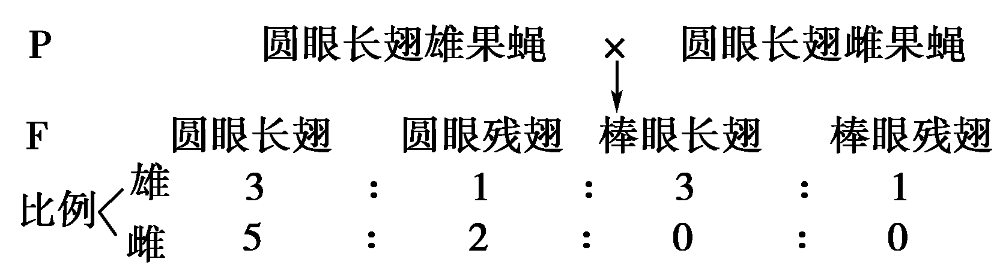 P 圆眼长翅雄果蝇 × 圆眼长翅雌果蝇
F 圆眼长翅 圆眼残翅 棒眼长翅 棒眼残翅
比例 雄 3 : 1 : 3 : 1
雌 5 : 2 : 0 : 0